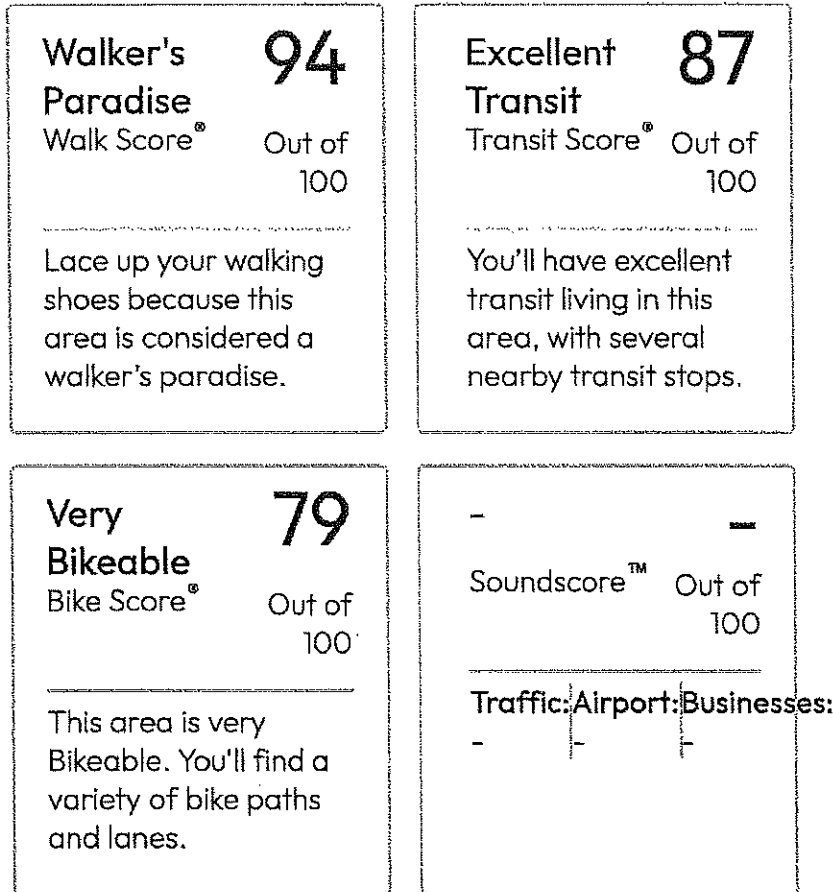 Walker's 94
Paradise
Walk Score® Out of
100
Lace up your walking
shoes because this
area is considered a
walker's paradise.
Excellent 87
Transit
Transit Score® Out of
100
You'll have excellent
transit living in this
area, with several
nearby transit stops.
Very 79
Bikeable
Bike Score® Out of
100
This area is very
Bikeable. You'll find a
variety of bike paths
and lanes.
- -
Soundscore™ Out of
100
Traffic: Airport: Businesses:
- - -